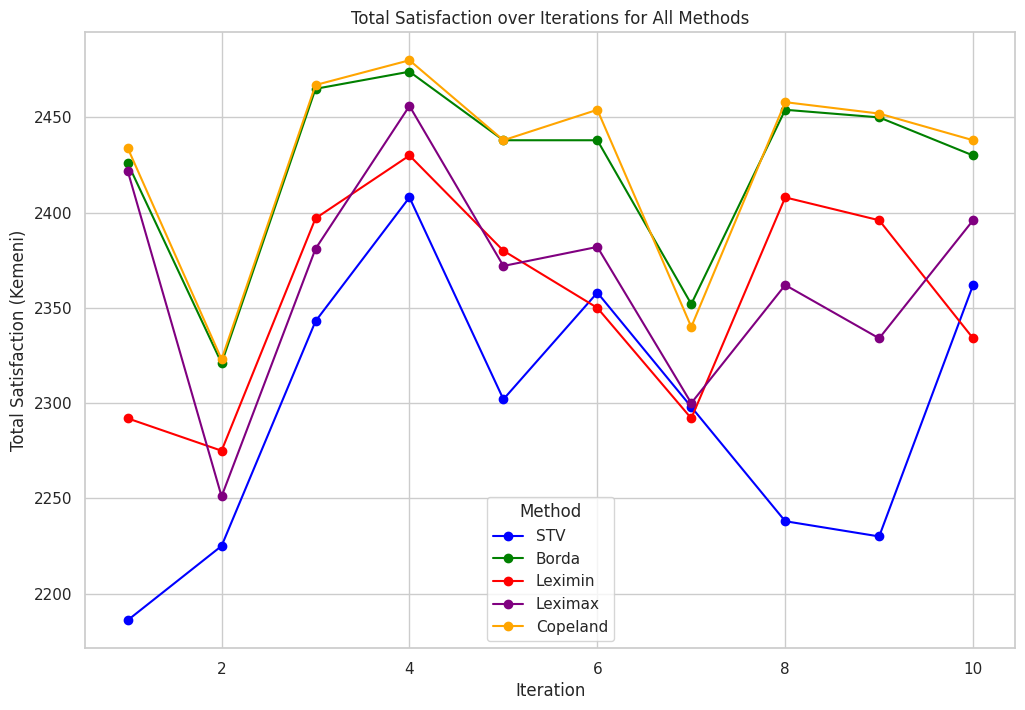 Total Satisfaction over Iterations for All Methods
Total Satisfaction (Kemeni)
2450
2400
2350
2300
2250
2200
2
4
6
8
10
Iteration
Method
STV
Borda
Leximin
Leximax
Copeland